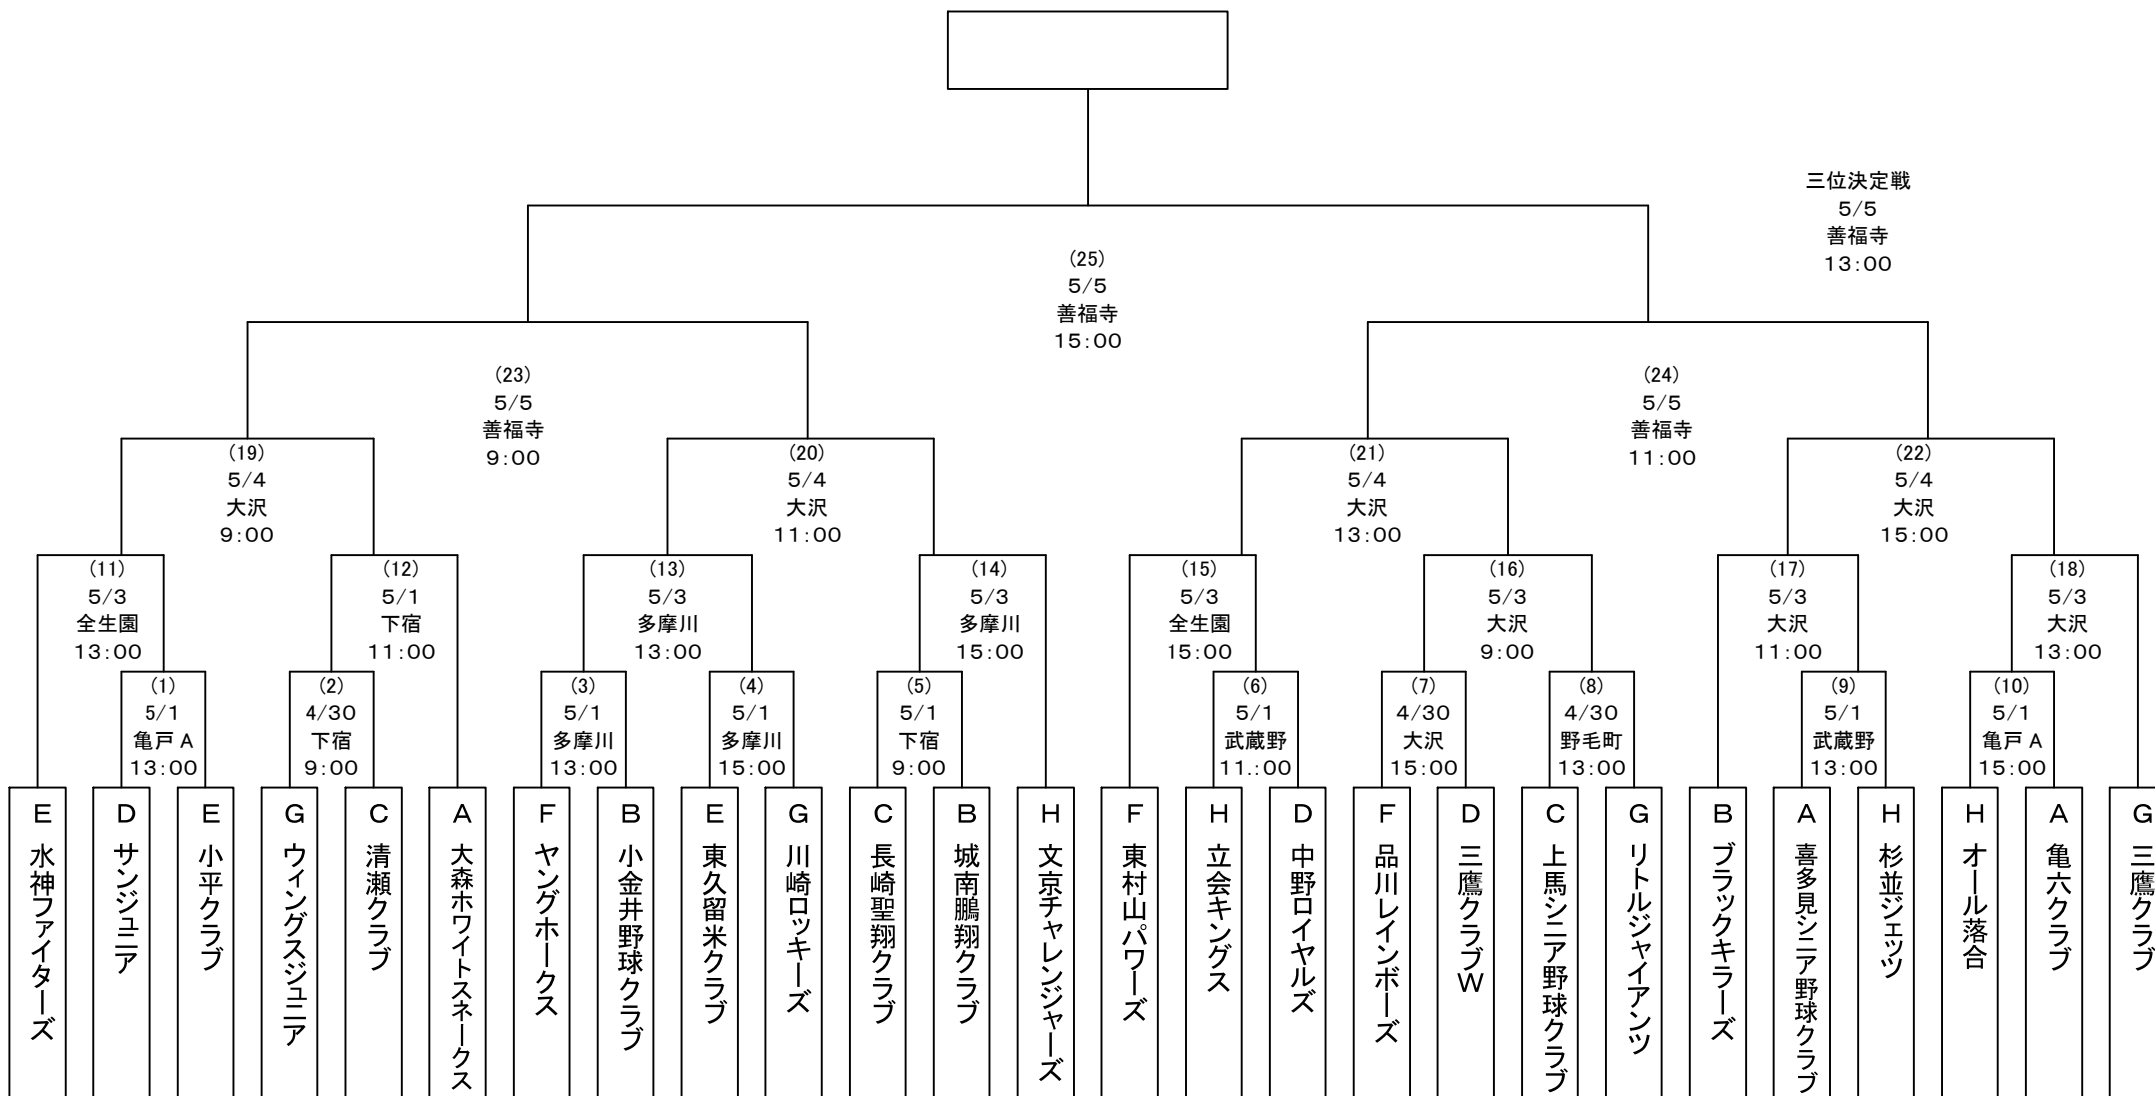 三位決定戦
5/5
善福寺
13:00
(25)
5/5
善福寺
15:00
(23)
5/5
善福寺
9:00
(24)
5/5
善福寺
11:00
(19)
5/4
大沢
9:00
(20)
5/4
大沢
11:00
(21)
5/4
大沢
13:00
(22)
5/4
大沢
15:00
(11)
5/3
全生園
13:00
(12)
5/1
下宿
11:00
(13)
5/3
多摩川
13:00
(14)
5/3
多摩川
15:00
(15)
5/3
全生園
15:00
(16)
5/3
大沢
9:00
(17)
5/3
大沢
11:00
(18)
5/3
大沢
13:00
(1)
5/1
亀戸A
13:00
(2)
4/30
下宿
9:00
(3)
5/1
多摩川
13:00
(4)
5/1
多摩川
15:00
(5)
5/1
下宿
9:00
(6)
5/1
武蔵野
11.:00
(7)
4/30
大沢
15:00
(8)
4/30
野毛町
13:00
(9)
5/1
武蔵野
13:00
(10)
5/1
亀戸A
15:00
E 水神ファイターズ
D サンジュニア
E 小平クラブ
G ウィングスジュニア
C 清瀬クラブ
A 大森ホワイトスネークス
F ヤングホークス
B 小金井野球クラブ
E 東久留米クラブ
G 川崎ロッキーズ
C 長崎聖翔クラブ
B 城南鵬翔クラブ
H 文京チャレンジャーズ
F 東村山パワーズ
H 立会キングス
D 中野ロイヤルズ
F 品川レインボーズ
D 三鷹クラブW
C 上馬シニア野球クラブ
G リトルジャイアンツ
B ブラックキラーズ
A 喜多見シニア野球クラブ
H 杉並ジェッツ
H オール落合
A 亀六クラブ
G 三鷹クラブ